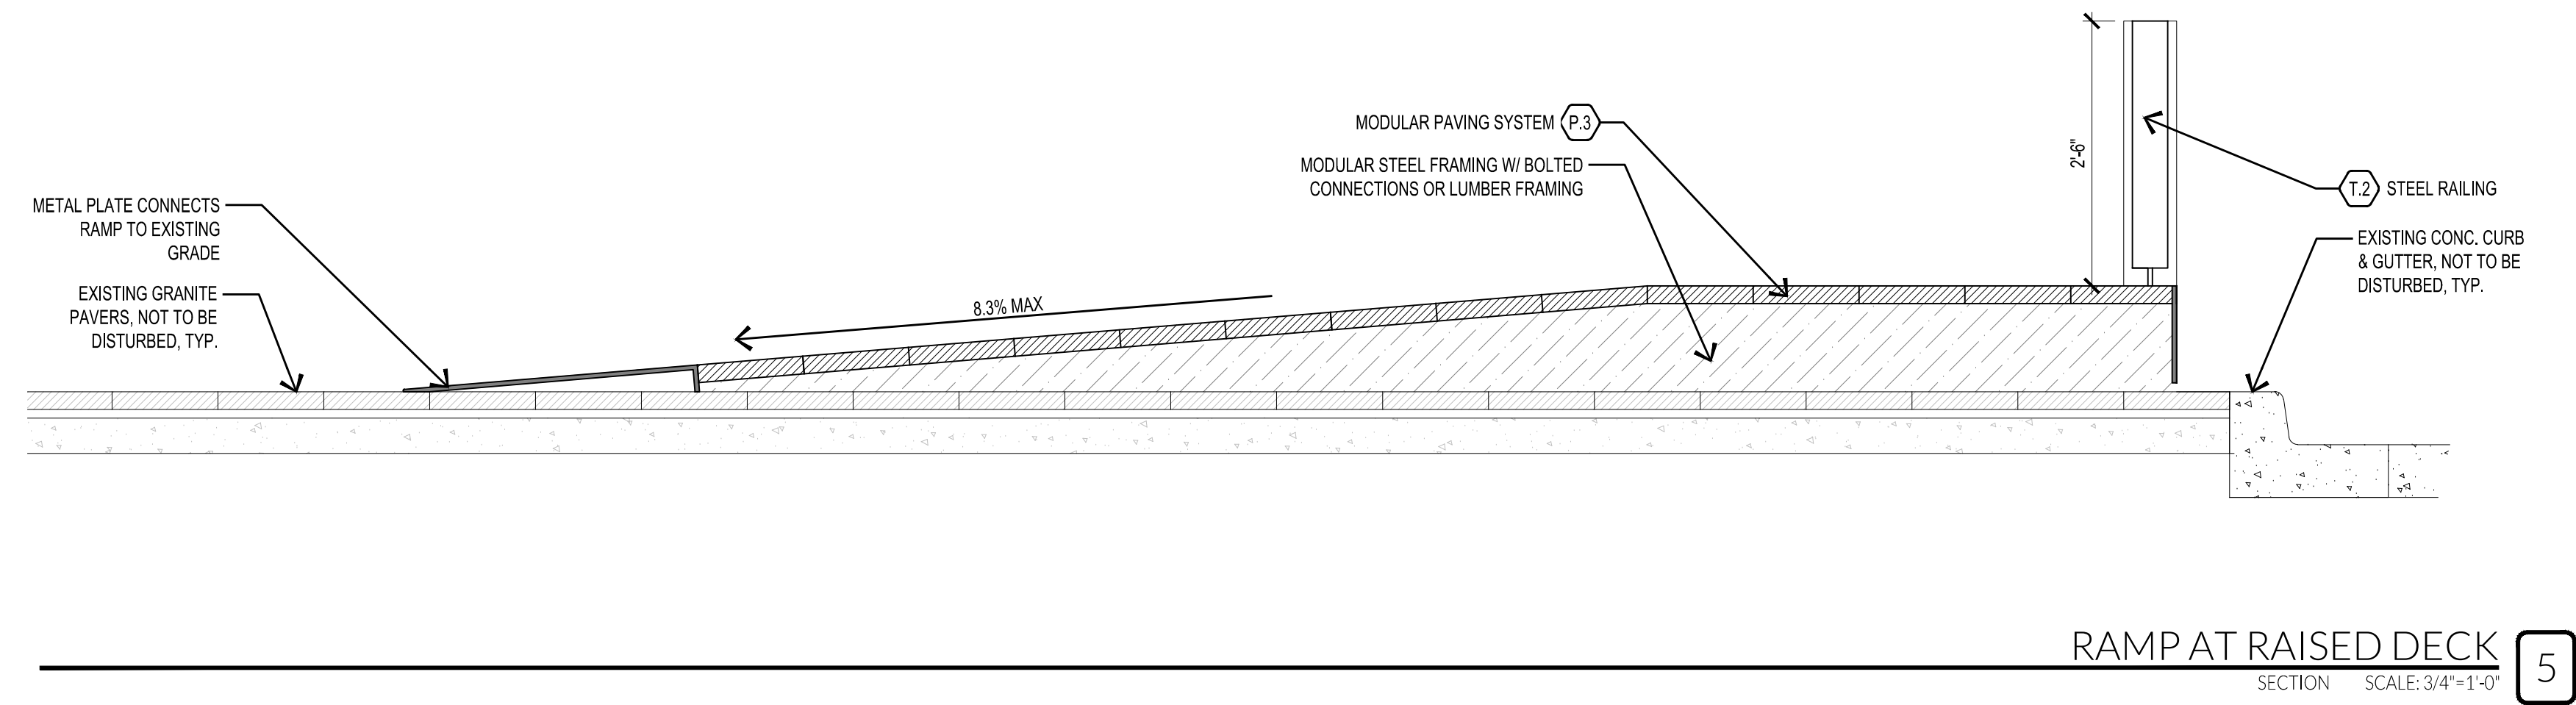 METAL PLATE CONNECTS
RAMP TO EXISTING
GRADE
EXISTING GRANITE
PAVERS, NOT TO BE
DISTURBED, TYP.
8.3% MAX
MODULAR PAVING SYSTEM P.3
MODULAR STEEL FRAMING W/ BOLTED
CONNECTIONS OR LUMBER FRAMING
2'-6"
T.2 STEEL RAILING
EXISTING CONC. CURB
& GUTTER, NOT TO BE
DISTURBED, TYP.
RAMP AT RAISED DECK
5
SECTION SCALE: 3/4"=1'-0"